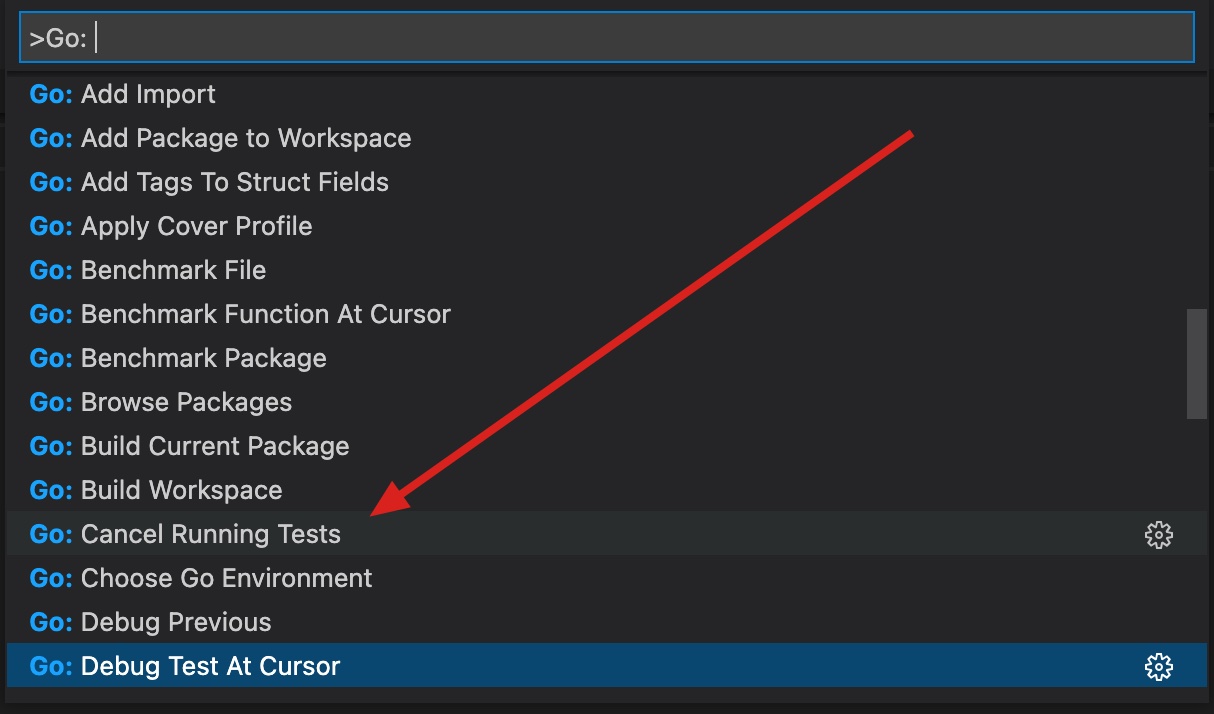 >Go:
Go: Add Import
Go: Add Package to Workspace
Go: Add Tags To Struct Fields
Go: Apply Cover Profile
Go: Benchmark File
Go: Benchmark Function At Cursor
Go: Benchmark Package
Go: Browse Packages
Go: Build Current Package
Go: Build Workspace
Go: Cancel Running Tests
Go: Choose Go Environment
Go: Debug Previous
Go: Debug Test At Cursor